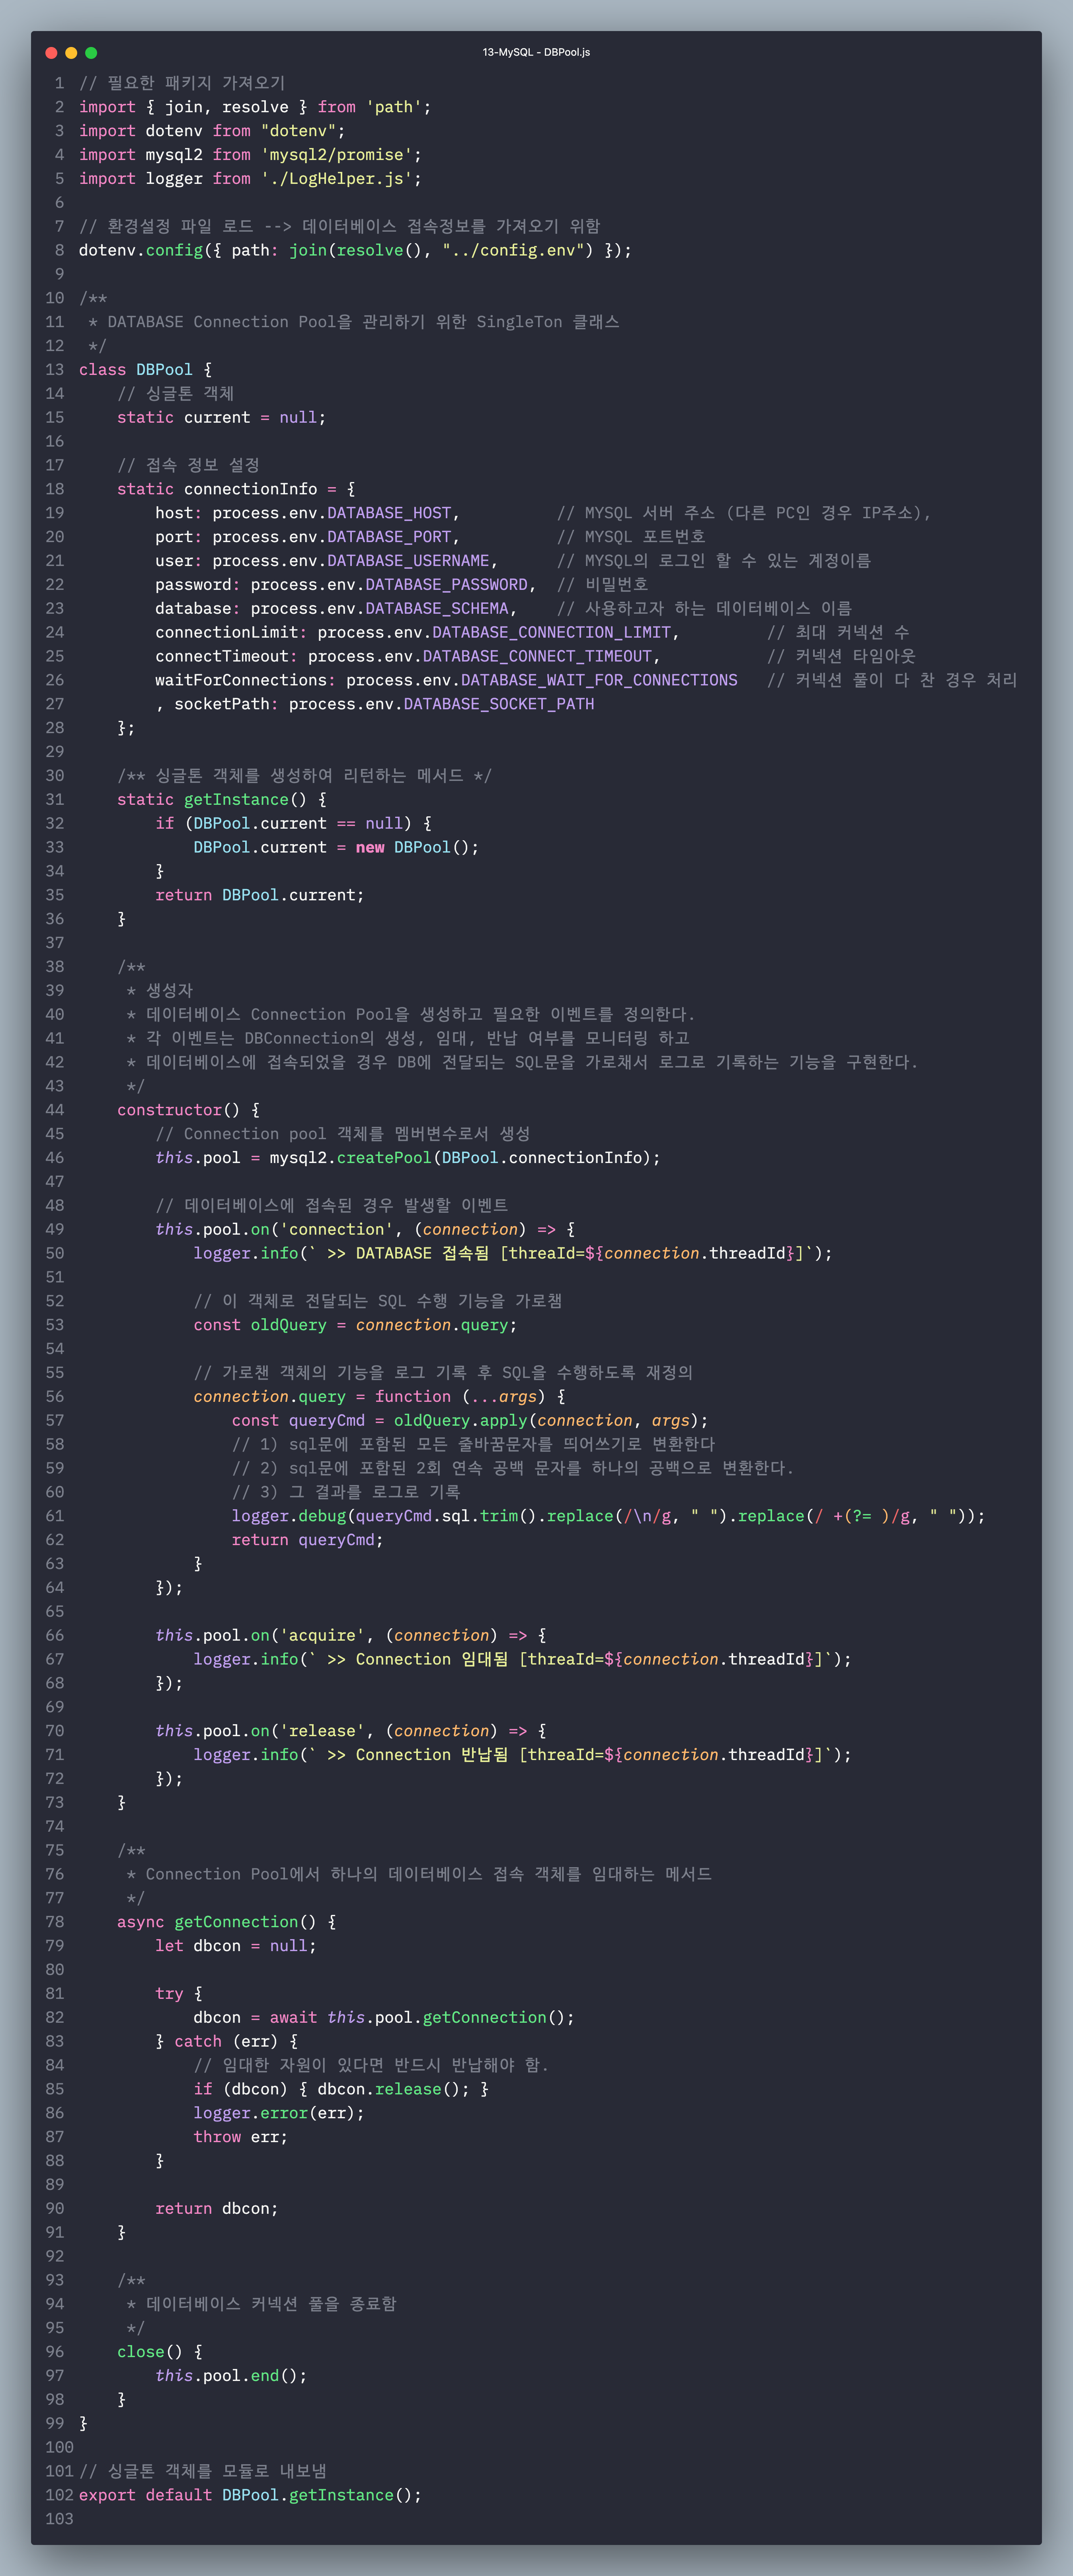 13-MySQL - DBPool.js
1 // 필요한 패키지 가져오기
2 import { join, resolve } from 'path';
3 import dotenv from "dotenv";
4 import mysql2 from 'mysql2/promise';
5 import logger from './LogHelper.js';
6
7 // 환경설정 파일 로드 --> 데이터베이스 접속정보를 가져오기 위함
8 dotenv.config({ path: join(resolve(), "../config.env") });
9
10 /**
11  * DATABASE Connection Pool을 관리하기 위한 SingleTon 클래스
12  */
13 class DBPool {
14     // 싱글톤 객체
15     static current = null;
16
17     // 접속 정보 설정
18     static connectionInfo = {
19         host: process.env.DATABASE_HOST,          // MYSQL 서버 주소 (다른 PC인 경우 IP주소),
20         port: process.env.DATABASE_PORT,          // MYSQL 포트번호
21         user: process.env.DATABASE_USERNAME,      // MYSQL의 로그인 할 수 있는 계정이름
22         password: process.env.DATABASE_PASSWORD,  // 비밀번호
23         database: process.env.DATABASE_SCHEMA,    // 사용하고자 하는 데이터베이스 이름
24         connectionLimit: process.env.DATABASE_CONNECTION_LIMIT,         // 최대 커넥션 수
25         connectTimeout: process.env.DATABASE_CONNECT_TIMEOUT,           // 커넥션 타임아웃
26         waitForConnections: process.env.DATABASE_WAIT_FOR_CONNECTIONS   // 커넥션 풀이 다 찬 경우 처리
27         , socketPath: process.env.DATABASE_SOCKET_PATH
28     };
29
30     /** 싱글톤 객체를 생성하여 리턴하는 메서드 */
31     static getInstance() {
32         if (DBPool.current == null) {
33             DBPool.current = new DBPool();
34         }
35         return DBPool.current;
36     }
37
38     /**
39      * 생성자
40      * 데이터베이스 Connection Pool을 생성하고 필요한 이벤트를 정의한다.
41      * 각 이벤트는 DBConnection의 생성, 임대, 반납 여부를 모니터링 하고
42      * 데이터베이스에 접속되었을 경우 DB에 전달되는 SQL문을 가로채서 로그로 기록하는 기능을 구현한다.
43      */
44     constructor() {
45         // Connection pool 객체를 멤버변수로서 생성
46         this.pool = mysql2.createPool(DBPool.connectionInfo);
47
48         // 데이터베이스에 접속된 경우 발생할 이벤트
49         this.pool.on('connection', (connection) => {
50             logger.info(` >> DATABASE 접속됨 [threaId=${connection.threadId}]`);
51
52             // 이 객체로 전달되는 SQL 수행 기능을 가로챔
53             const oldQuery = connection.query;
54
55             // 가로챈 객체의 기능을 로그 기록 후 SQL을 수행하도록 재정의
56             connection.query = function (...args) {
57                 const queryCmd = oldQuery.apply(connection, args);
58                 // 1) sql문에 포함된 모든 줄바꿈문자를 띄어쓰기로 변환한다
59                 // 2) sql문에 포함된 2회 연속 공백 문자를 하나의 공백으로 변환한다.
60                 // 3) 그 결과를 로그로 기록
61                 logger.debug(queryCmd.sql.trim().replace(/\n/g, " ").replace(/ +(?= )/g, " "));
62                 return queryCmd;
63             }
64         });
65
66         this.pool.on('acquire', (connection) => {
67             logger.info(` >> Connection 임대됨 [threaId=${connection.threadId}]`);
68         });
69
70         this.pool.on('release', (connection) => {
71             logger.info(` >> Connection 반납됨 [threaId=${connection.threadId}]`);
72         });
73     }
74
75     /**
76      * Connection Pool에서 하나의 데이터베이스 접속 객체를 임대하는 메서드
77      */
78     async getConnection() {
79         let dbcon = null;
80
81         try {
82             dbcon = await this.pool.getConnection();
83         } catch (err) {
84             // 임대한 자원이 있다면 반드시 반납해야 함.
85             if (dbcon) { dbcon.release(); }
86             logger.error(err);
87             throw err;
88         }
89
90         return dbcon;
91     }
92
93     /**
94      * 데이터베이스 커넥션 풀을 종료함
95      */
96     close() {
97         this.pool.end();
98     }
99 }
100
101 // 싱글톤 객체를 모듈로 내보냄
102 export default DBPool.getInstance();
103